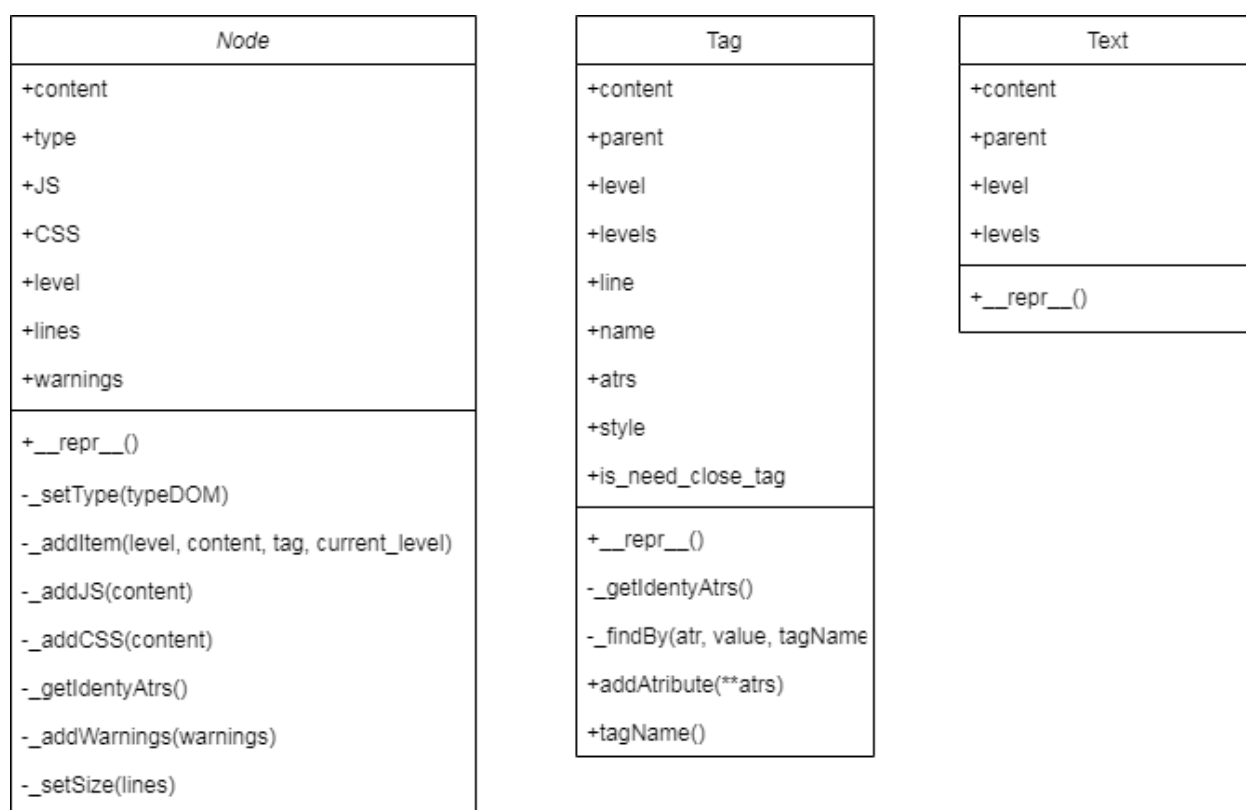 Node
+content
+type
+JS
+CSS
+level
+lines
+warnings
+__repr__()
-_setType(typeDOM)
-_addItem(level, content, tag, current_level)
-_addJS(content)
-_addCSS(content)
-_getIdentyAtrs()
-_addWarnings(warnings)
-_setSize(lines)
Tag
+content
+parent
+level
+levels
+line
+name
+atrs
+style
+is_need_close_tag
+__repr__()
-_getIdentyAtrs()
-_findBy(atr, value, tagName
+addAtribute(**atrs)
+tagName()
Text
+content
+parent
+level
+levels
+__repr__()